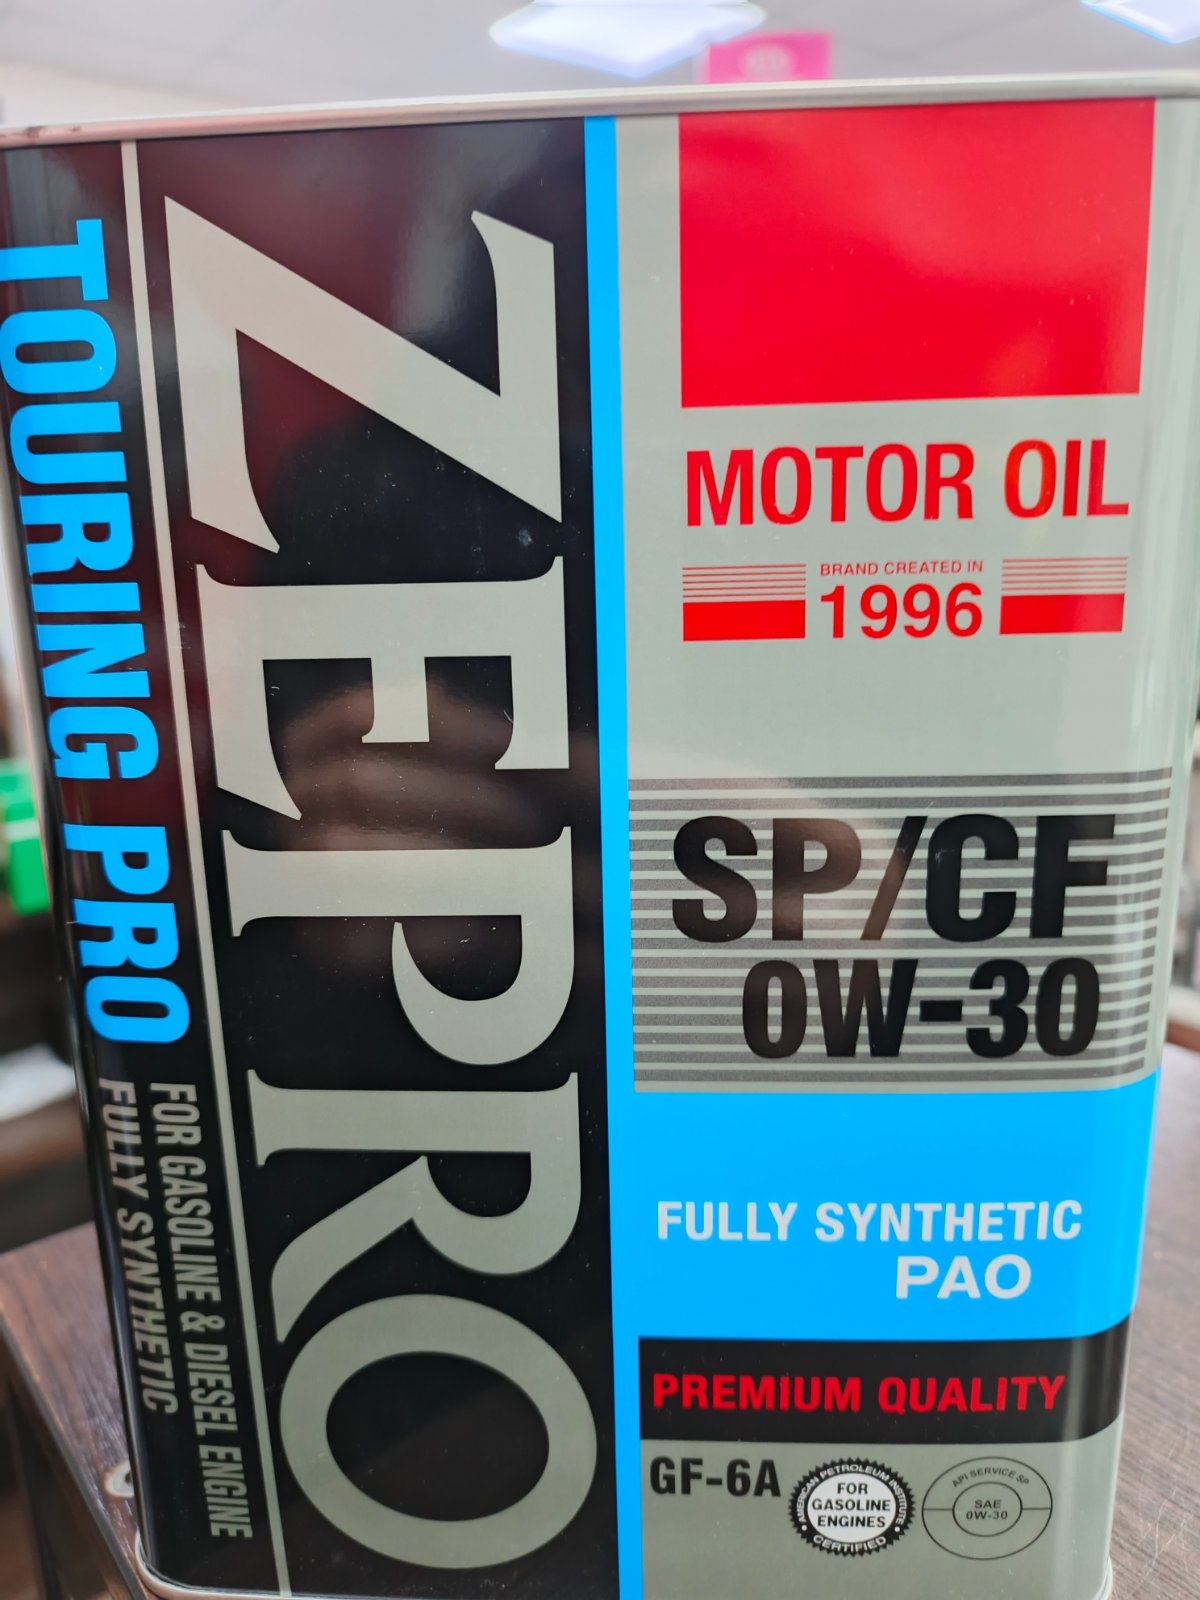 ZEPRO
TOURING PRO
FOR GASOLINE & DIESEL ENGINE
FULLY SYNTHETIC
MOTOR OIL
BRAND CREATED IN
1996
SP/CF
0W-30
FULLY SYNTHETIC
PAO
PREMIUM QUALITY
GF-6A
AMERICAN PETROLEUM INSTITUTE
FOR
GASOLINE
ENGINES
CERTIFIED
API SERVICE SP
SAE
0W-30